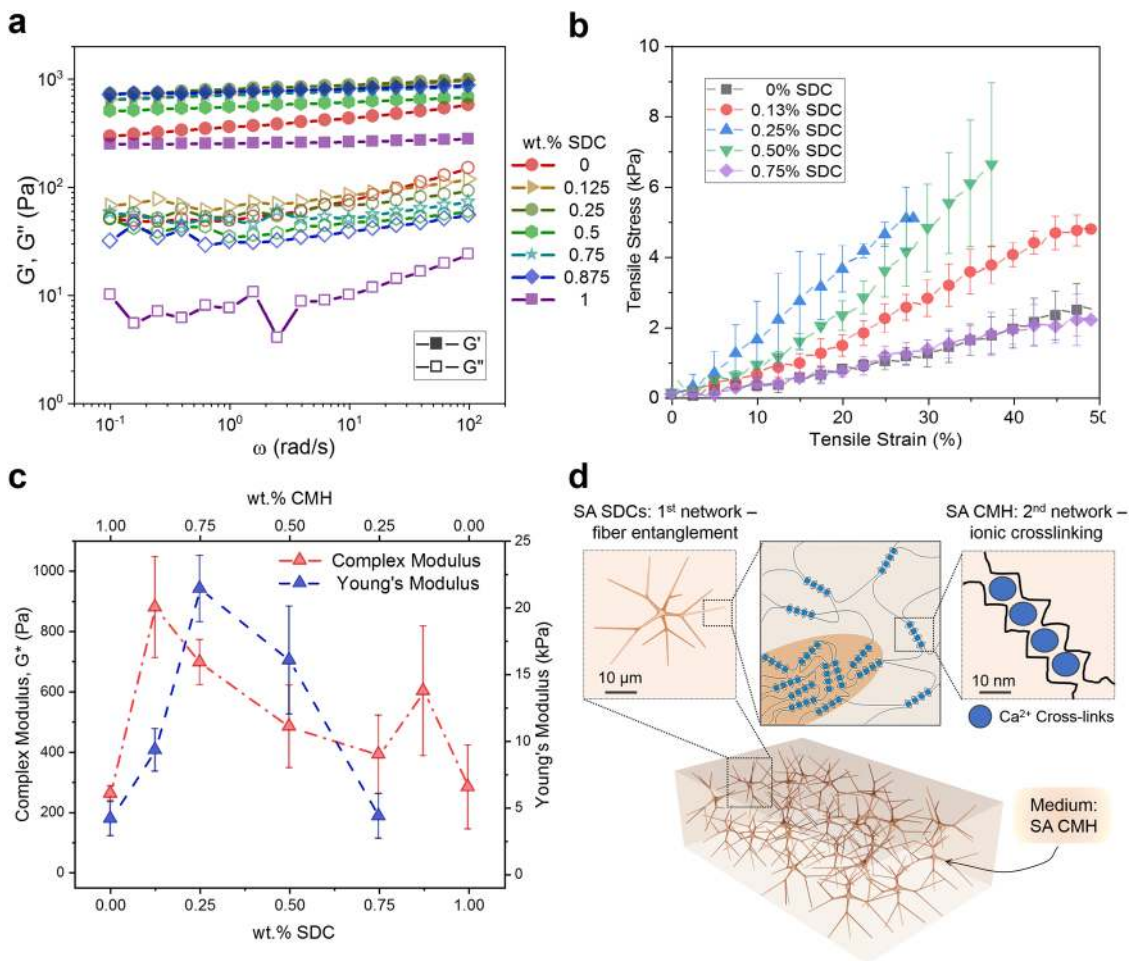 a
10³
10²
10¹
10⁰
G', G'' (Pa)
10⁻¹
10⁰
10¹
10²
ω (rad/s)
G'
G''
wt.% SDC
0
0.125
0.25
0.5
0.75
0.875
1
b
10
8
6
4
2
0
Tensile Stress (kPa)
0% SDC
0.13% SDC
0.25% SDC
0.50% SDC
0.75% SDC
0
10
20
30
40
50
Tensile Strain (%)
c
wt.% CMH
1.00
0.75
0.50
0.25
0.00
Complex Modulus
Young's Modulus
1000
800
600
400
200
0
Complex Modulus, G* (Pa)
25
20
15
10
5
0
Young's Modulus (kPa)
0.00
0.25
0.50
0.75
1.00
wt.% SDC
d
SA SDCs: 1st network –
fiber entanglement
10 µm
SA CMH: 2nd network –
ionic crosslinking
10 nm
Ca²⁺ Cross-links
Medium:
SA CMH